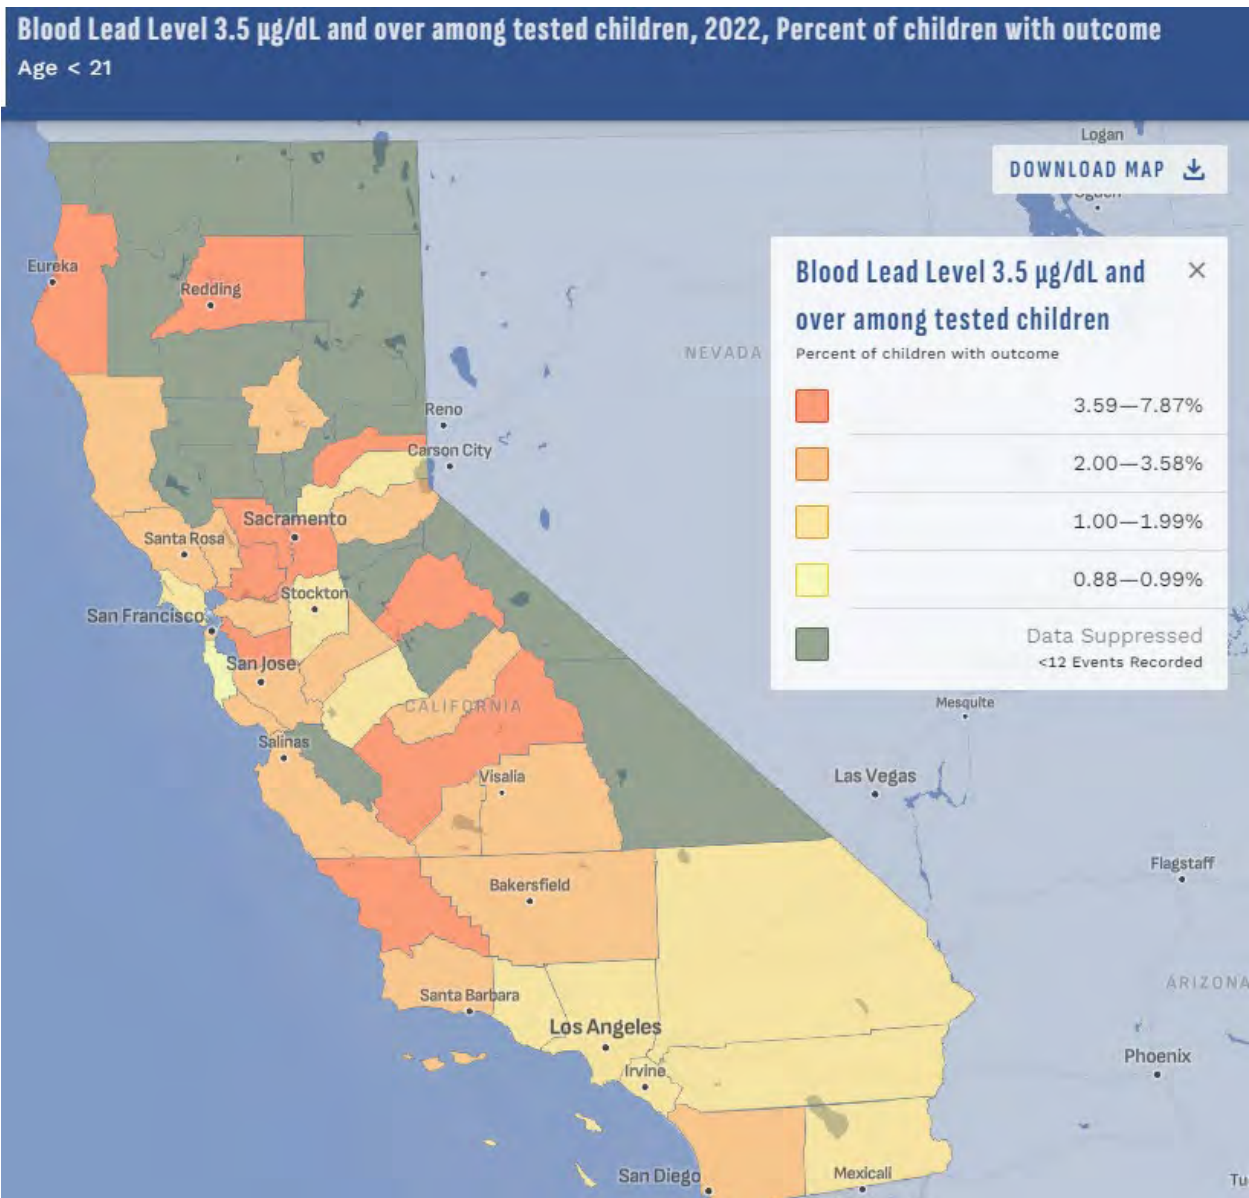 Blood Lead Level 3.5 µg/dL and over among tested children, 2022, Percent of children with outcome
Age < 21
Logan
DOWNLOAD MAP
Blood Lead Level 3.5 µg/dL and
over among tested children
Percent of children with outcome
3.59—7.87%
2.00—3.58%
1.00—1.99%
0.88—0.99%
Data Suppressed
<12 Events Recorded
Eureka
Redding
NEVADA
Reno
Carson City
Sacramento
Santa Rosa
Stockton
San Francisco
San Jose
CALIFORNIA
Mesquite
Salinas
Visalia
Las Vegas
Flagstaff
Bakersfield
ARIZONA
Santa Barbara
Los Angeles
Phoenix
Irvine
San Diego
Mexicali
Tu